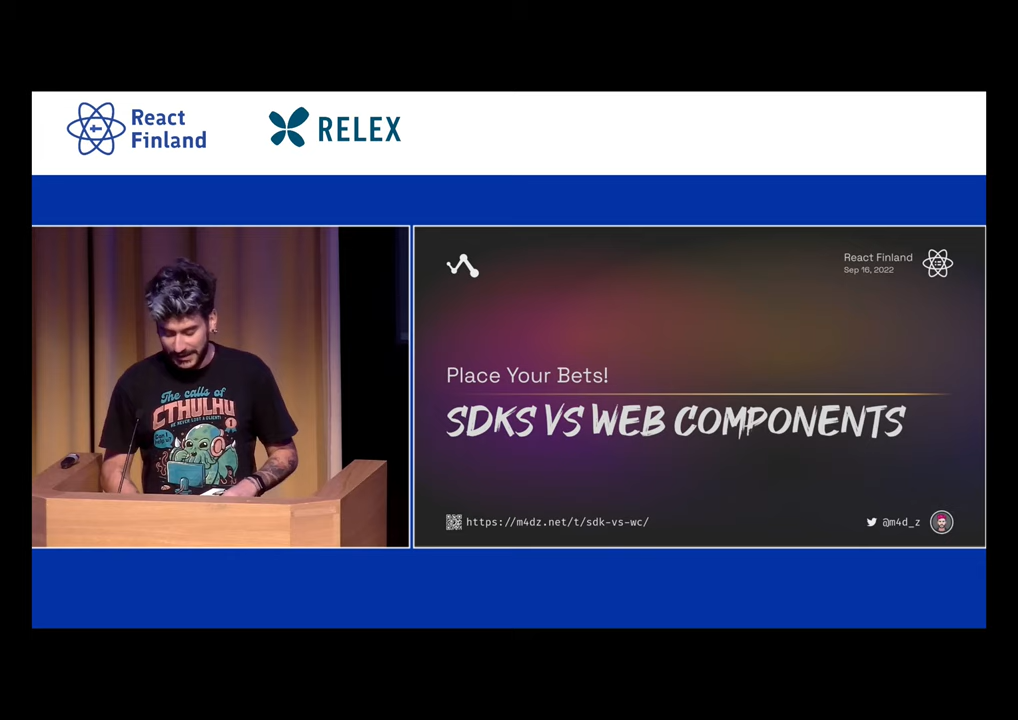 React
Finland
RELEX
React Finland
Sep 16, 2022
Place Your Bets!
SDKS VS WEB COMPONENTS
https://m4dz.net/t/sdk-vs-wc/
@m4d_z
The calls of
CTHULHU